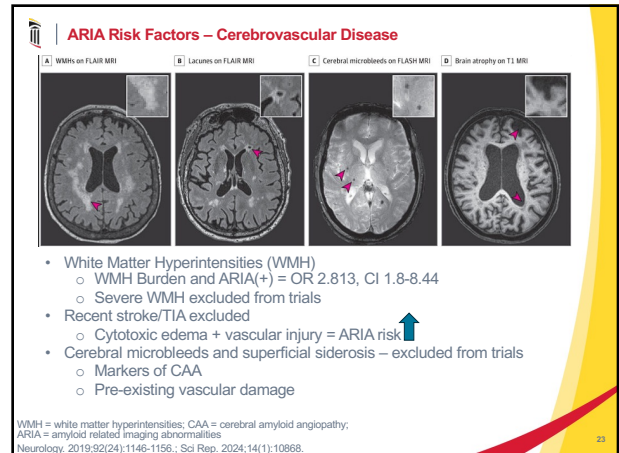 ARIA Risk Factors – Cerebrovascular Disease
A WMHs on FLAIR MRI
B Lacunes on FLAIR MRI
C Cerebral microbleeds on FLASH MRI
D Brain atrophy on T1 MRI
• White Matter Hyperintensities (WMH)
o WMH Burden and ARIA(+) = OR 2.813, CI 1.8-8.44
o Severe WMH excluded from trials
• Recent stroke/TIA excluded
o Cytotoxic edema + vascular injury = ARIA risk
• Cerebral microbleeds and superficial siderosis – excluded from trials
o Markers of CAA
o Pre-existing vascular damage
WMH = white matter hyperintensities; CAA = cerebral amyloid angiopathy;
ARIA = amyloid related imaging abnormalities
Neurology. 2019;92(24):1146-1156.; Sci Rep. 2024;14(1):10868.
23